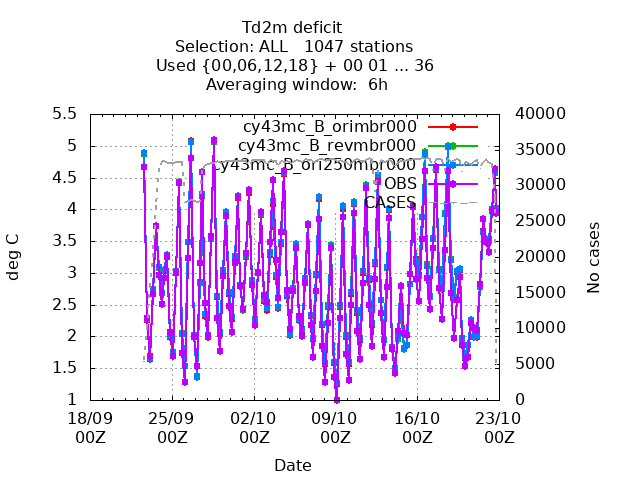 Td2m deficit
Selection: ALL   1047 stations
Used {00,06,12,18} + 00 01 ... 36
Averaging window:  6h
5.5
5
4.5
4
3.5
3
2.5
2
1.5
1
deg C
40000
35000
30000
25000
20000
15000
10000
5000
0
No cases
cy43mc_B_orimbr000
cy43mc_B_revmbr000
cy43mc_B_ori250mbr000
OBS
CASES
18/09 25/09 02/10 09/10 16/10 23/10
00Z 00Z 00Z 00Z 00Z 00Z
Date